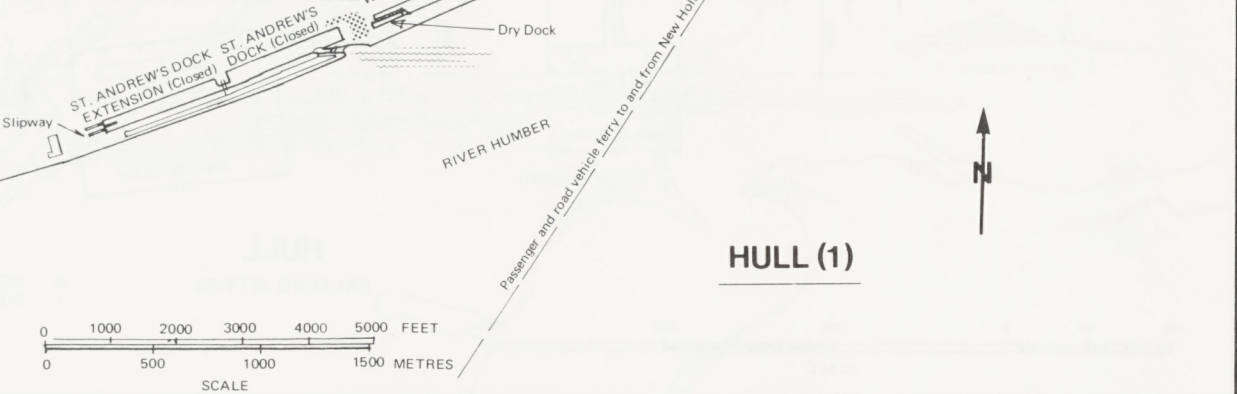 ST. ANDREW'S DOCK
EXTENSION (Closed)
ST. ANDREW'S
DOCK (Closed)
Dry Dock
Slipway
RIVER HUMBER
Passenger and road vehicle ferry to and from New
N
HULL (1)
0 1000 2000 3000 4000 5000 FEET
0 500 1000 1500 METRES
SCALE